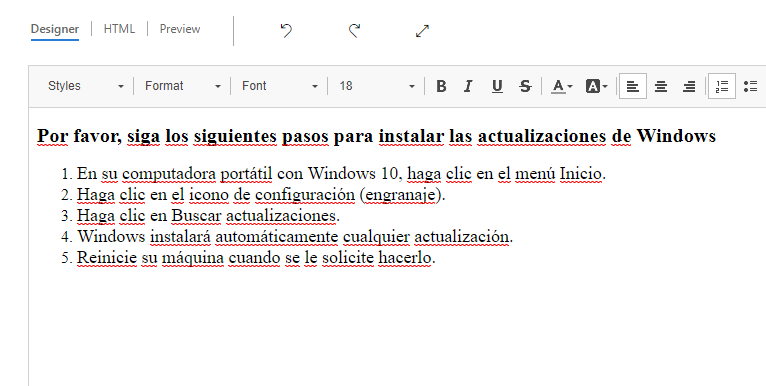 Designer HTML Preview
Styles Format Font 18 B I U S A A
Por favor, siga los siguientes pasos para instalar las actualizaciones de Windows
1. En su computadora portátil con Windows 10, haga clic en el menú Inicio.
2. Haga clic en el icono de configuración (engranaje).
3. Haga clic en Buscar actualizaciones.
4. Windows instalará automáticamente cualquier actualización.
5. Reinicie su máquina cuando se le solicite hacerlo.